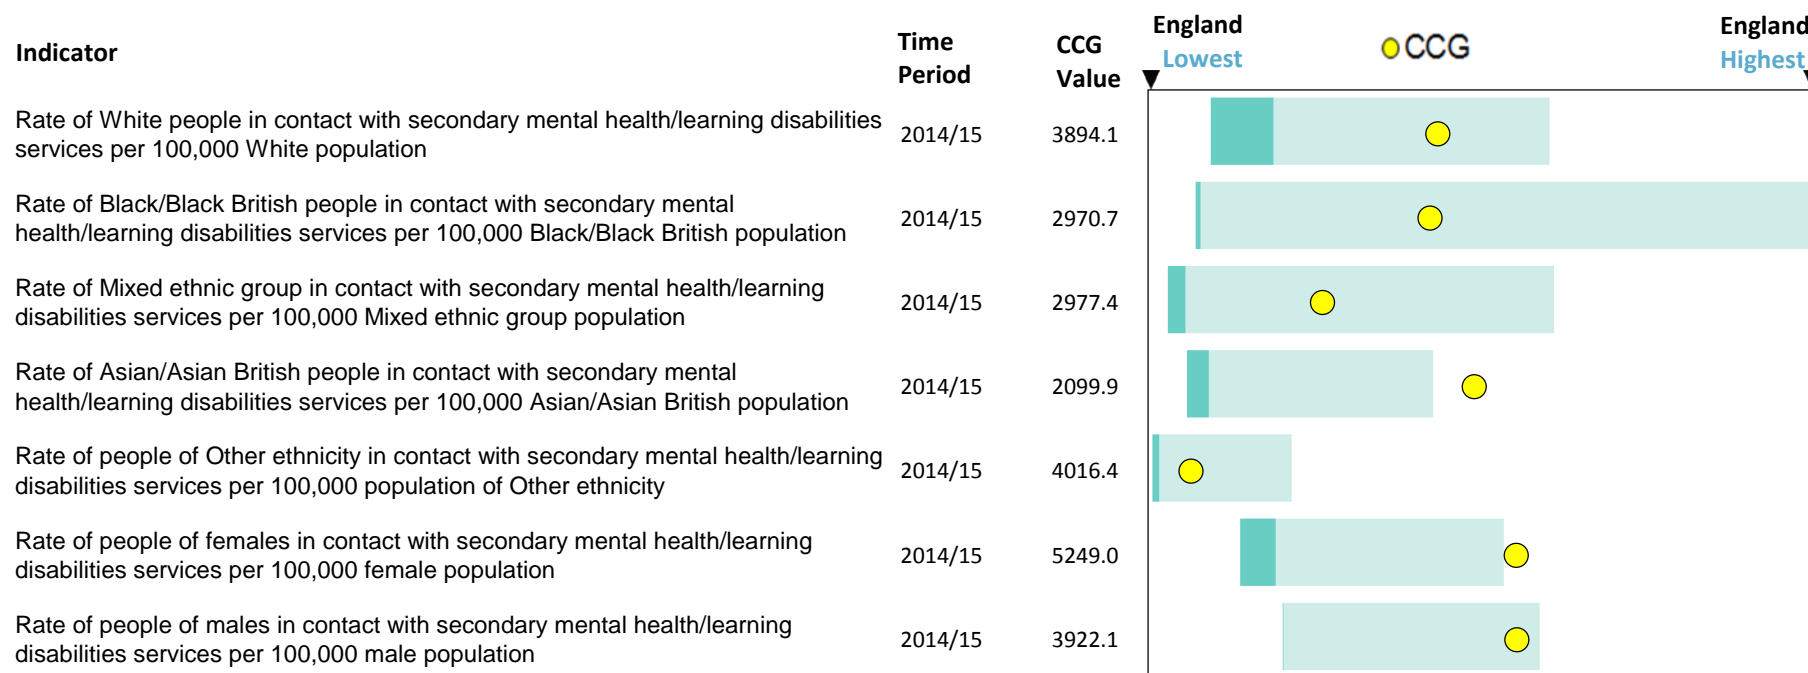 Indicator
Time Period
CCG Value
England Lowest
CCG
England Highest
Rate of White people in contact with secondary mental health/learning disabilities
services per 100,000 White population
2014/15
3894.1
Rate of Black/Black British people in contact with secondary mental
health/learning disabilities services per 100,000 Black/Black British population
2014/15
2970.7
Rate of Mixed ethnic group in contact with secondary mental health/learning
disabilities services per 100,000 Mixed ethnic group population
2014/15
2977.4
Rate of Asian/Asian British people in contact with secondary mental
health/learning disabilities services per 100,000 Asian/Asian British population
2014/15
2099.9
Rate of people of Other ethnicity in contact with secondary mental health/learning
disabilities services per 100,000 population of Other ethnicity
2014/15
4016.4
Rate of people of females in contact with secondary mental health/learning
disabilities services per 100,000 female population
2014/15
5249.0
Rate of people of males in contact with secondary mental health/learning
disabilities services per 100,000 male population
2014/15
3922.1